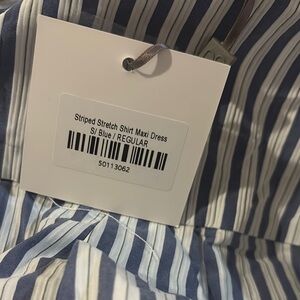 Striped Stretch Shirt Maxi Dress
S/ Blue / REGULAR
50113062